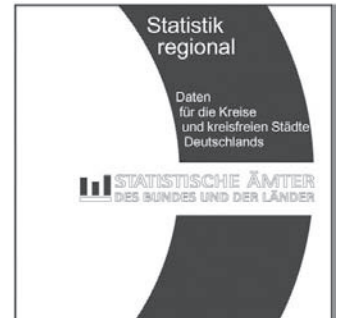 Statistik
regional
Daten
für die Kreise
und kreisfreien Städte
Deutschlands
STATISTISCHE ÄMTER
DES BUNDES UND DER LÄNDER